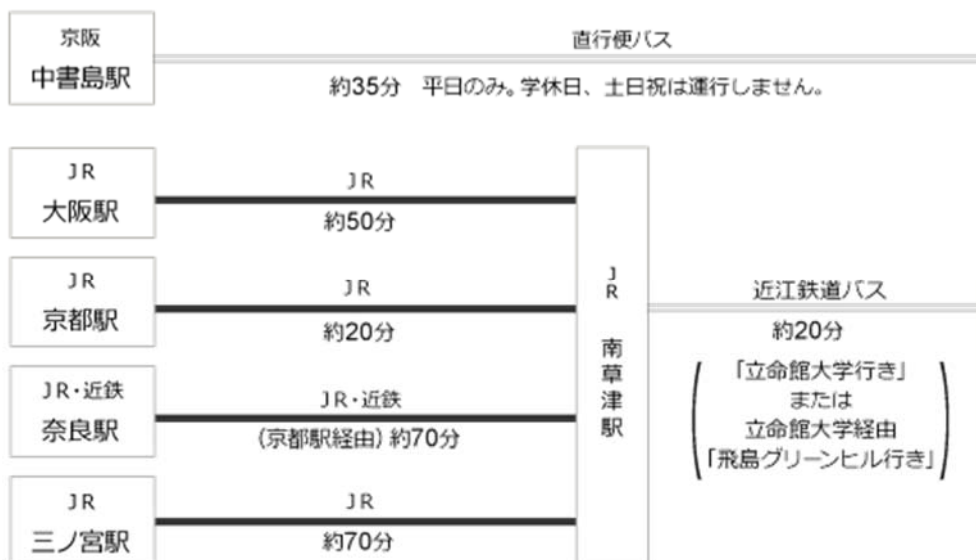 京阪
中書島駅
直行便バス
約35分 平日のみ。学休日、土日祝は運行しません。
JR
大阪駅
JR
約50分
JR
京都駅
JR
約20分
JR・近鉄
奈良駅
JR・近鉄
(京都駅経由)約70分
JR
三ノ宮駅
JR
約70分
JR 南草津駅
近江鉄道バス
約20分
「立命館大学行き」
または
立命館大学経由
「飛島グリーンヒル行き」